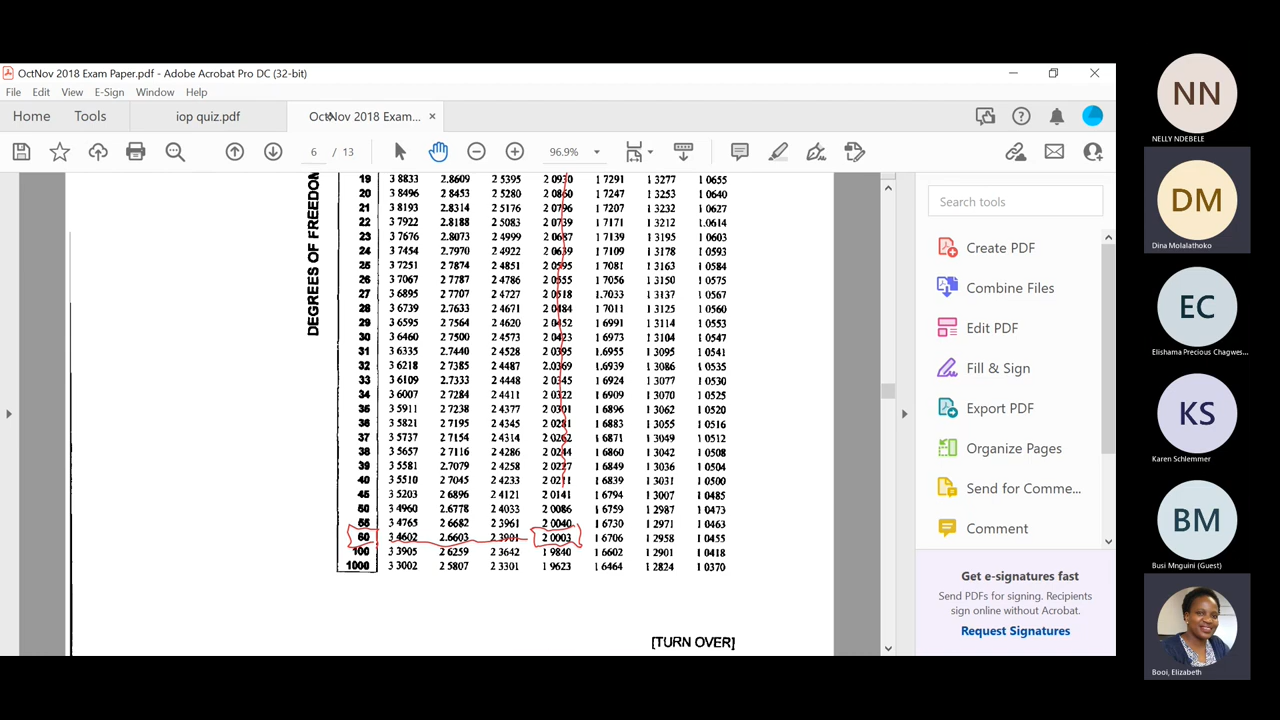 OctNov 2018 Exam Paper.pdf - Adobe Acrobat Pro DC (32-bit)
File Edit View E-Sign Window Help
Home Tools iop quiz.pdf OctNov 2018 Exam... ×
6 / 13 96.9%
DEGREES OF FREEDOM
19 3 8833 2.8609 2 5395 2 0930 1 7291 1 3277 1 0655
20 3 8496 2.8453 2 5280 2 0860 1 7247 1 3253 1 0640
21 3 8193 2.8314 2 5176 2 0796 1 7207 1 3232 1 0627
22 3 7922 2.8188 2 5083 2 0739 1 7171 1 3212 1.0614
23 3 7676 2.8073 2 4999 2 0687 1 7139 1 3195 1 0603
24 3 7454 2.7970 2 4922 2 0639 1 7109 1 3178 1 0593
25 3 7251 2 7874 2 4851 2 0595 1 7081 1 3163 1 0584
26 3 7067 2 7787 2 4786 2 0555 1 7056 1 3150 1 0575
27 3 6895 2 7707 2 4727 2 0518 1.7033 1 3137 1 0567
28 3 6739 2.7633 2 4671 2 0484 1 7011 1 3125 1 0560
29 3 6595 2 7564 2 4620 2 0452 1 6991 1 3114 1 0553
30 3 6460 2 7500 2 4573 2 0423 1 6973 1 3104 1 0547
31 3 6335 2.7440 2 4528 2 0395 1.6955 1 3095 1 0541
32 3 6218 2 7385 2 4487 2.0369 1.6939 1 3086 1 0535
33 3 6109 2.7333 2 4448 2 0345 1 6924 1 3077 1 0530
34 3 6007 2 7284 2 4411 2 0322 1 6909 1 3070 1 0525
35 3 5911 2 7238 2 4377 2 0301 1 6896 1 3062 1 0520
36 3 5821 2 7195 2 4345 2 0281 1 6883 1 3055 1 0516
37 3 5737 2 7154 2 4314 2 0262 1 6871 1 3049 1 0512
38 3 5657 2 7116 2 4286 2 0244 1 6860 1 3042 1 0508
39 3 5581 2.7079 2 4258 2 0227 1 6849 1 3036 1 0504
40 3 5510 2 7045 2 4233 2 0211 1 6839 1 3031 1 0500
45 3 5203 2 6896 2 4121 2 0141 1 6794 1 3007 1 0485
50 3 4960 2.6778 2 4033 2 0086 1 6759 1 2987 1 0473
55 3 4765 2 6682 2 3961 2 0040 1 6730 1 2971 1 0463
60 3 4602 2.6603 2 3901 2 0003 1 6706 1 2958 1 0455
100 3 3905 2 6259 2 3642 1 9840 1 6602 1 2901 1 0418
1000 3 3002 2 5807 2 3301 1 9623 1 6464 1 2824 1 0370
[TURN OVER]
Search tools
Create PDF
Combine Files
Edit PDF
Fill & Sign
Export PDF
Organize Pages
Send for Comme...
Comment
Get e-signatures fast
Send PDFs for signing. Recipients
sign online without Acrobat.
Request Signatures
NN
NELLY NDEBELE
DM
Dina Molalathoko
EC
Elishama Precious Chagwes...
KS
Karen Schlemmer
BM
Busi Mnguini (Guest)
Booi, Elizabeth